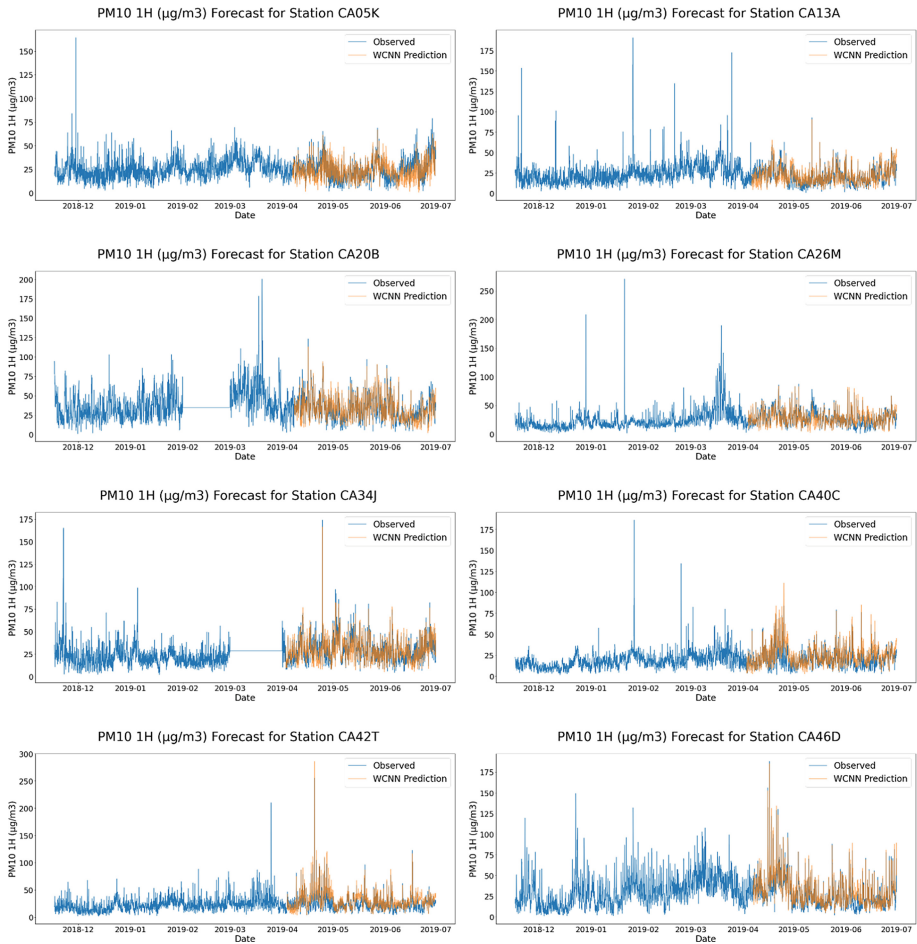 PM10 1H (µg/m3) Forecast for Station CA05K
PM10 1H (µg/m3)
150
125
100
75
50
25
0
Observed
WCNN Prediction
2018-12 2019-01 2019-02 2019-03 2019-04 2019-05 2019-06 2019-07
Date
PM10 1H (µg/m3) Forecast for Station CA13A
PM10 1H (µg/m3)
175
150
125
100
75
50
25
0
Observed
WCNN Prediction
2018-12 2019-01 2019-02 2019-03 2019-04 2019-05 2019-06 2019-07
Date
PM10 1H (µg/m3) Forecast for Station CA20B
PM10 1H (µg/m3)
200
175
150
125
100
75
50
25
0
Observed
WCNN Prediction
2018-12 2019-01 2019-02 2019-03 2019-04 2019-05 2019-06 2019-07
Date
PM10 1H (µg/m3) Forecast for Station CA26M
PM10 1H (µg/m3)
250
200
150
100
50
0
Observed
WCNN Prediction
2018-12 2019-01 2019-02 2019-03 2019-04 2019-05 2019-06 2019-07
Date
PM10 1H (µg/m3) Forecast for Station CA34J
PM10 1H (µg/m3)
175
150
125
100
75
50
25
0
Observed
WCNN Prediction
2018-12 2019-01 2019-02 2019-03 2019-04 2019-05 2019-06 2019-07
Date
PM10 1H (µg/m3) Forecast for Station CA40C
PM10 1H (µg/m3)
175
150
125
100
75
50
25
0
Observed
WCNN Prediction
2018-12 2019-01 2019-02 2019-03 2019-04 2019-05 2019-06 2019-07
Date
PM10 1H (µg/m3) Forecast for Station CA42T
PM10 1H (µg/m3)
300
250
200
150
100
50
0
Observed
WCNN Prediction
2018-12 2019-01 2019-02 2019-03 2019-04 2019-05 2019-06 2019-07
Date
PM10 1H (µg/m3) Forecast for Station CA46D
PM10 1H (µg/m3)
175
150
125
100
75
50
25
0
Observed
WCNN Prediction
2018-12 2019-01 2019-02 2019-03 2019-04 2019-05 2019-06 2019-07
Date